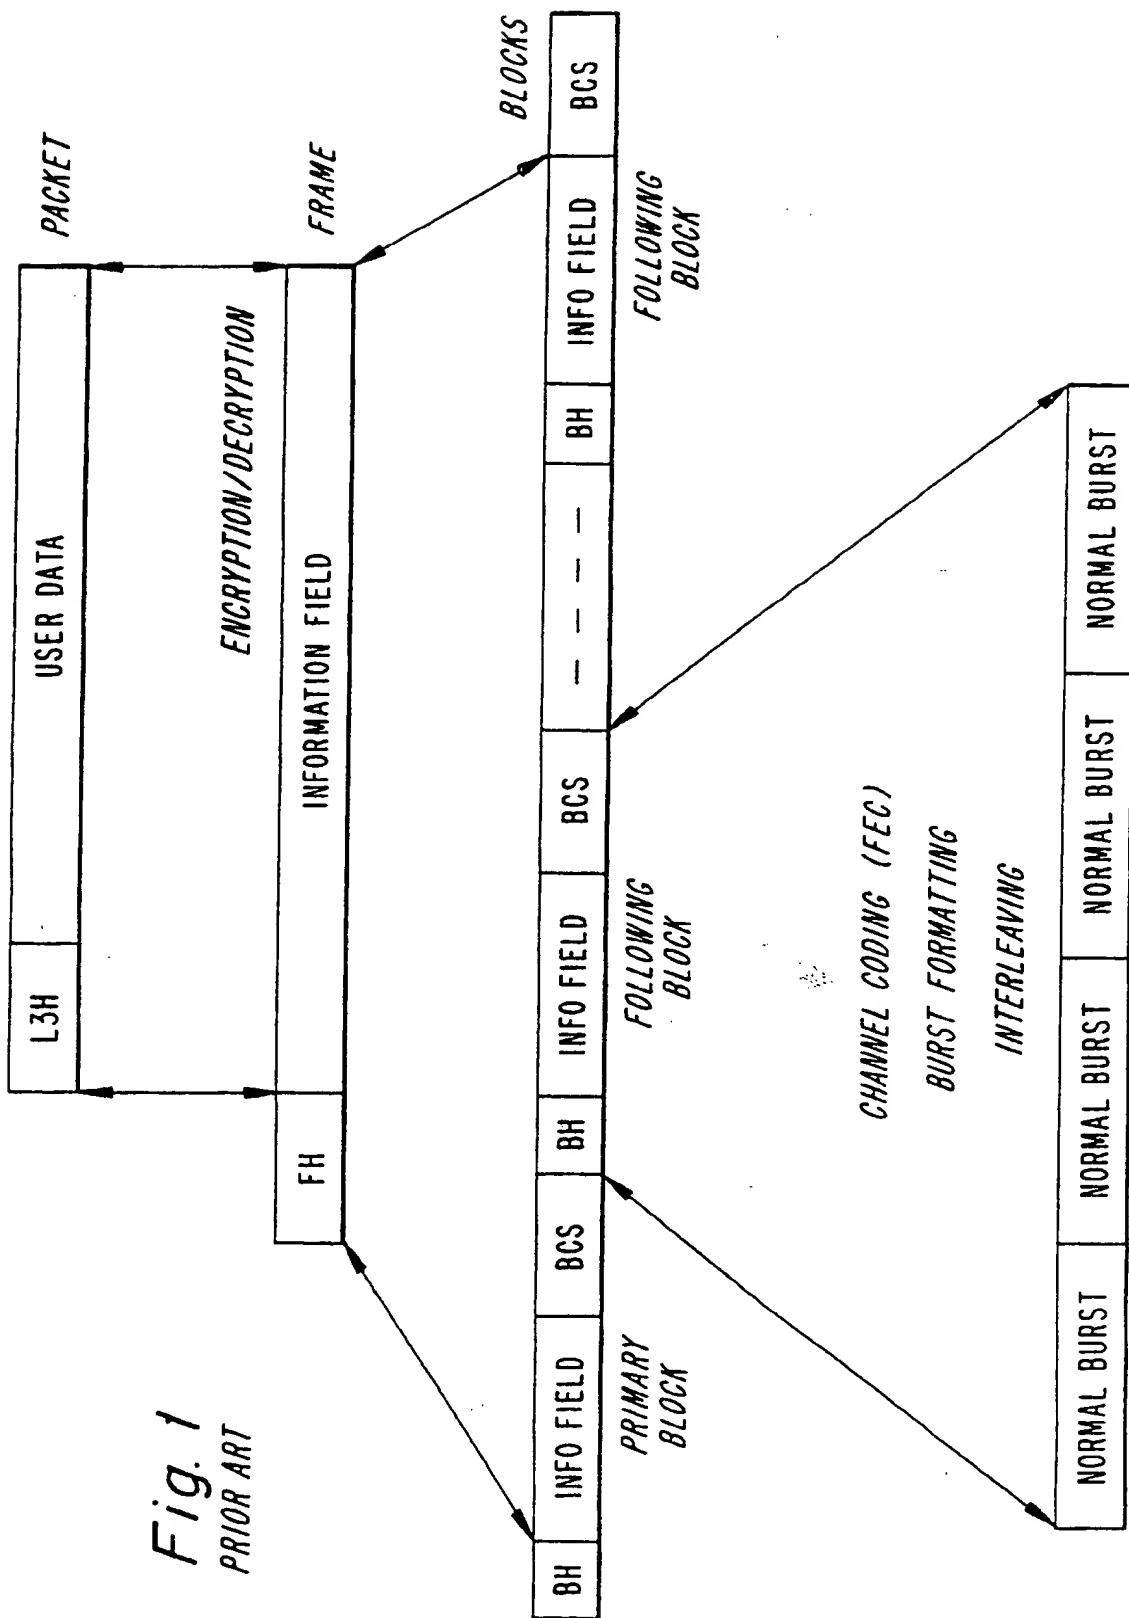 Fig. 1
PRIOR ART
PACKET
L3H USER DATA
ENCRYPTION/DECRYPTION
FRAME
FH INFORMATION FIELD
BLOCKS
BH INFO FIELD BCS BH INFO FIELD BCS — — — — BH INFO FIELD BCS
PRIMARY
BLOCK
FOLLOWING
BLOCK
FOLLOWING
BLOCK
CHANNEL CODING (FEC)
BURST FORMATTING
INTERLEAVING
NORMAL BURST NORMAL BURST NORMAL BURST NORMAL BURST